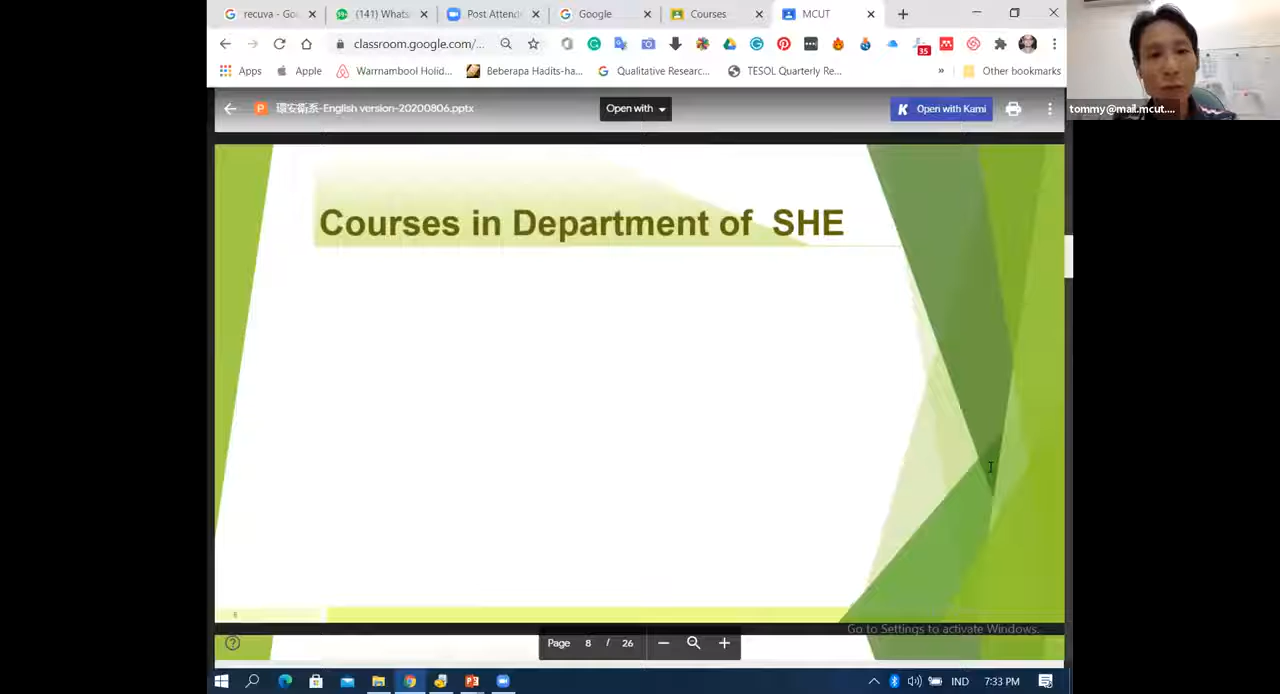 recuva - Goo
(141) Whats
Post Attend
Google
Courses
MCUT
classroom.google.com/...
35
Apps
Apple
Warrnambool Holid...
Beberapa Hadits-ha...
Qualitative Researc...
TESOL Quarterly Re...
»
Other bookmarks
環安衛系-English version-20200806.pptx
Open with
Open with Kami
tommy@mail.mcut....
Courses in Department of SHE
8
Go to Settings to activate Windows.
Page 8 / 26
IND
7:33 PM